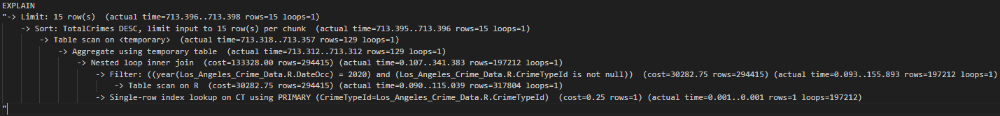 EXPLAIN
"-> Limit: 15 row(s)  (actual time=713.396..713.398 rows=15 loops=1)
    -> Sort: TotalCrimes DESC, limit input to 15 row(s) per chunk  (actual time=713.395..713.396 rows=15 loops=1)
        -> Table scan on <temporary>  (actual time=713.318..713.357 rows=129 loops=1)
            -> Aggregate using temporary table  (actual time=713.312..713.312 rows=129 loops=1)
                -> Nested loop inner join  (cost=133328.00 rows=294415) (actual time=0.107..341.383 rows=197212 loops=1)
                    -> Filter: ((year(Los_Angeles_Crime_Data.R.DateOcc) = 2020) and (Los_Angeles_Crime_Data.R.CrimeTypeId is not null))  (cost=30282.75 rows=294415) (actual time=0.093..155.893 rows=197212 loops=1)
                        -> Table scan on R  (cost=30282.75 rows=294415) (actual time=0.090..115.039 rows=317804 loops=1)
                    -> Single-row index lookup on CT using PRIMARY (CrimeTypeId=Los_Angeles_Crime_Data.R.CrimeTypeId)  (cost=0.25 rows=1) (actual time=0.001..0.001 rows=1 loops=197212)
"